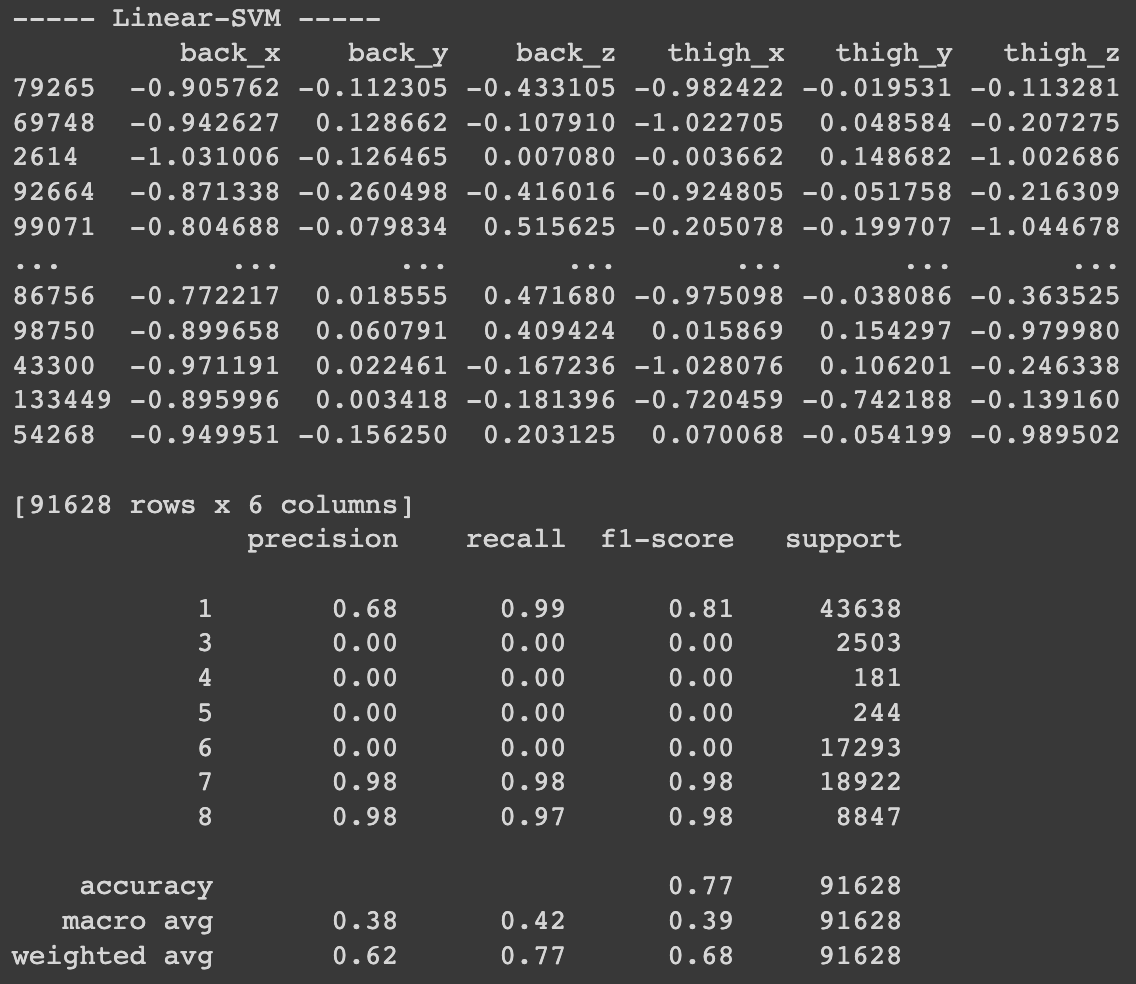 ----- Linear-SVM -----
back_x back_y back_z thigh_x thigh_y thigh_z
79265 -0.905762 -0.112305 -0.433105 -0.982422 -0.019531 -0.113281
69748 -0.942627 0.128662 -0.107910 -1.022705 0.048584 -0.207275
2614 -1.031006 -0.126465 0.007080 -0.003662 0.148682 -1.002686
92664 -0.871338 -0.260498 -0.416016 -0.924805 -0.051758 -0.216309
99071 -0.804688 -0.079834 0.515625 -0.205078 -0.199707 -1.044678
... ... ... ... ... ... ...
86756 -0.772217 0.018555 0.471680 -0.975098 -0.038086 -0.363525
98750 -0.899658 0.060791 0.409424 0.015869 0.154297 -0.979980
43300 -0.971191 0.022461 -0.167236 -1.028076 0.106201 -0.246338
133449 -0.895996 0.003418 -0.181396 -0.720459 -0.742188 -0.139160
54268 -0.949951 -0.156250 0.203125 0.070068 -0.054199 -0.989502
[91628 rows x 6 columns]
precision recall f1-score support
1 0.68 0.99 0.81 43638
3 0.00 0.00 0.00 2503
4 0.00 0.00 0.00 181
5 0.00 0.00 0.00 244
6 0.00 0.00 0.00 17293
7 0.98 0.98 0.98 18922
8 0.98 0.97 0.98 8847
accuracy 0.77 91628
macro avg 0.38 0.42 0.39 91628
weighted avg 0.62 0.77 0.68 91628